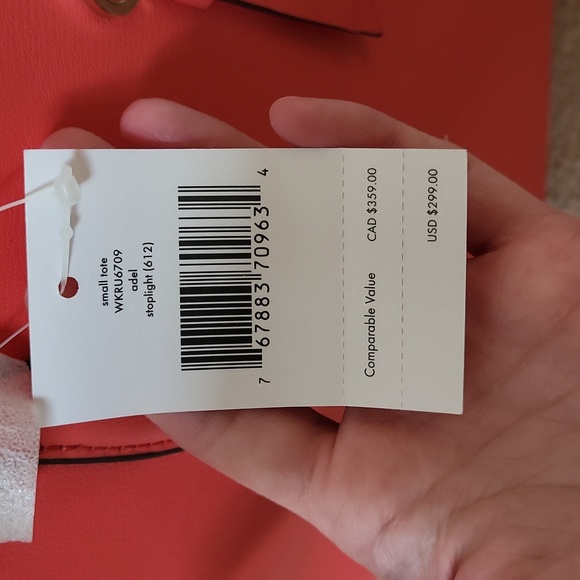 small tote
WKRU6709
adel
stoplight (612)
7 67883 70963 4
Comparable Value CAD $359.00
USD $299.00